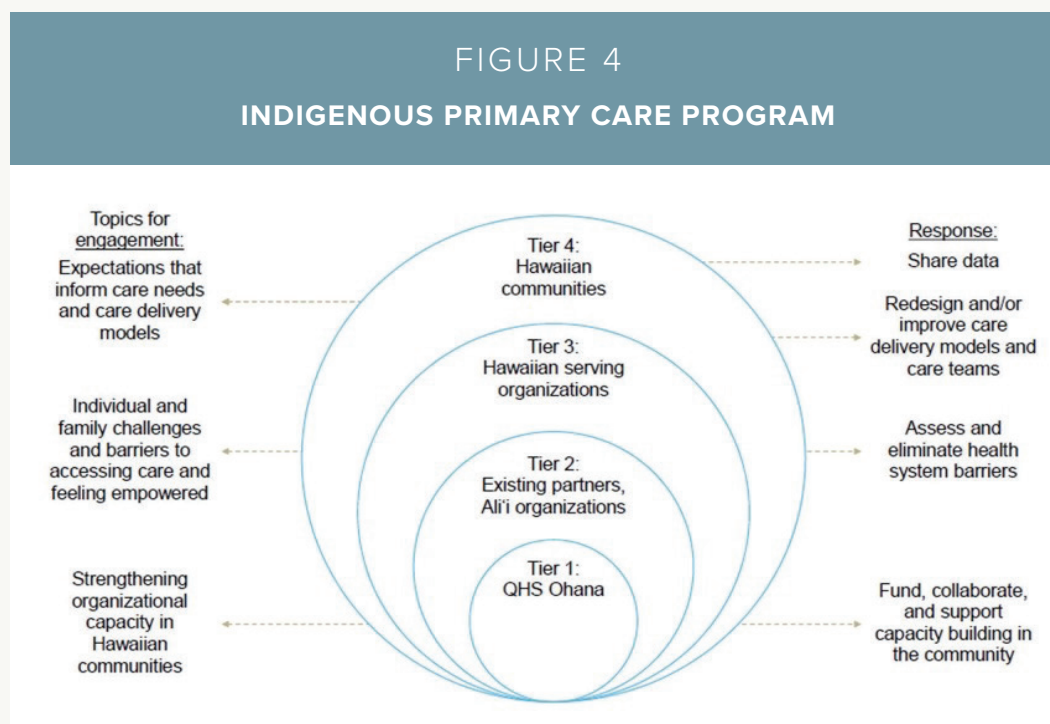 FIGURE 4
INDIGENOUS PRIMARY CARE PROGRAM
Topics for
engagement:
Expectations that
inform care needs
and care delivery
models
Individual and
family challenges
and barriers to
accessing care and
feeling empowered
Strengthening
organizational
capacity in
Hawaiian
communities
Tier 4:
Hawaiian
communities
Tier 3:
Hawaiian serving
organizations
Tier 2:
Existing partners,
Ali'i organizations
Tier 1:
QHS Ohana
Response:
Share data
Redesign and/or
improve care
delivery models and
care teams
Assess and
eliminate health
system barriers
Fund, collaborate,
and support
capacity building in
the community